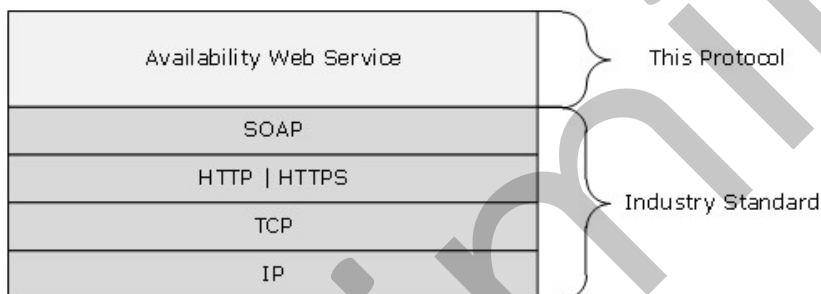 Availability Web Service
This Protocol
SOAP
HTTP | HTTPS
Industry Standard
TCP
IP